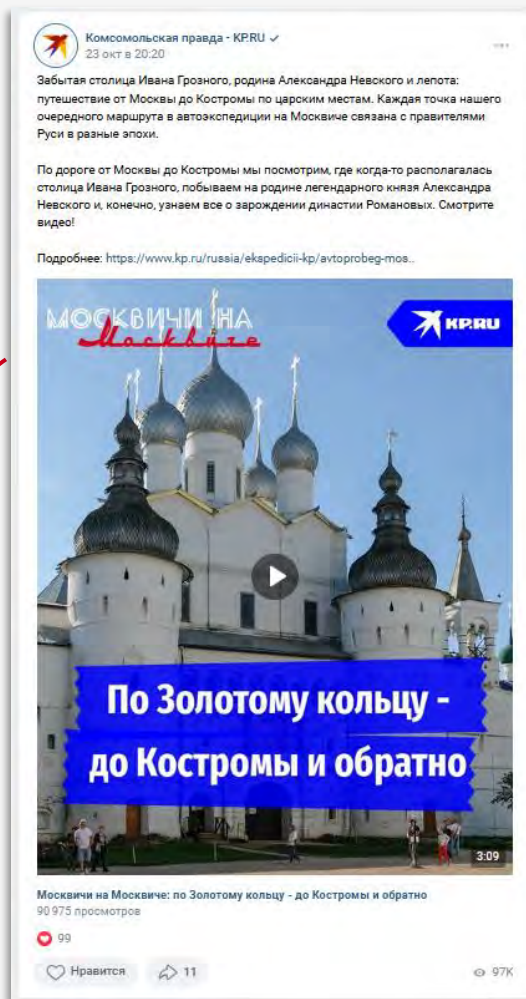 Комсомольская правда - KP.RU
23 окт в 20:20
Забытая столица Ивана Грозного, родина Александра Невского и лепота:
путешествие от Москвы до Костромы по царским местам. Каждая точка нашего
очередного маршрута в автоэкспедиции на Москвиче связана с правителями
Руси в разные эпохи.
По дороге от Москвы до Костромы мы посмотрим, где когда-то располагалась
столица Ивана Грозного, побываем на родине легендарного князя Александра
Невского и, конечно, узнаем все о зарождении династии Романовых. Смотрите
видео!
Подробнее: https://www.kp.ru/russia/ekspedicii-kp/avtoprobeg-mos..
МОСКВИЧИ НА
Москвиче
KP.RU
По Золотому кольцу -
до Костромы и обратно
3:09
Москвичи на Москвиче: по Золотому кольцу - до Костромы и обратно
90 975 просмотров
99
Нравится
11
97K